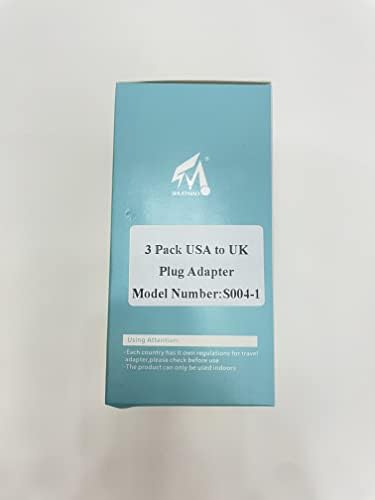 3 Pack USA to UK
Plug Adapter
Model Number:S004-1
Using Attention:
·Each country has it own regulations for travel
adapter,please check before use
·The product can only be used indoors